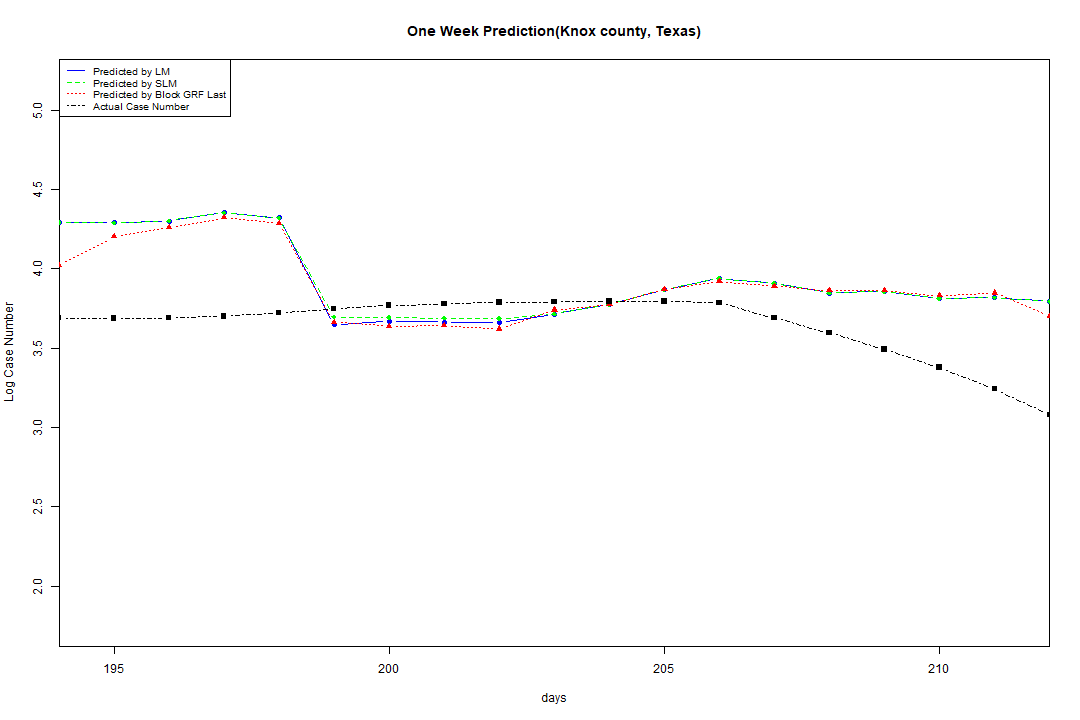 One Week Prediction(Knox county, Texas)
Predicted by LM
Predicted by SLM
Predicted by Block GRF Last
Actual Case Number
5.0
4.5
4.0
3.5
3.0
2.5
2.0
Log Case Number
195
200
205
210
days